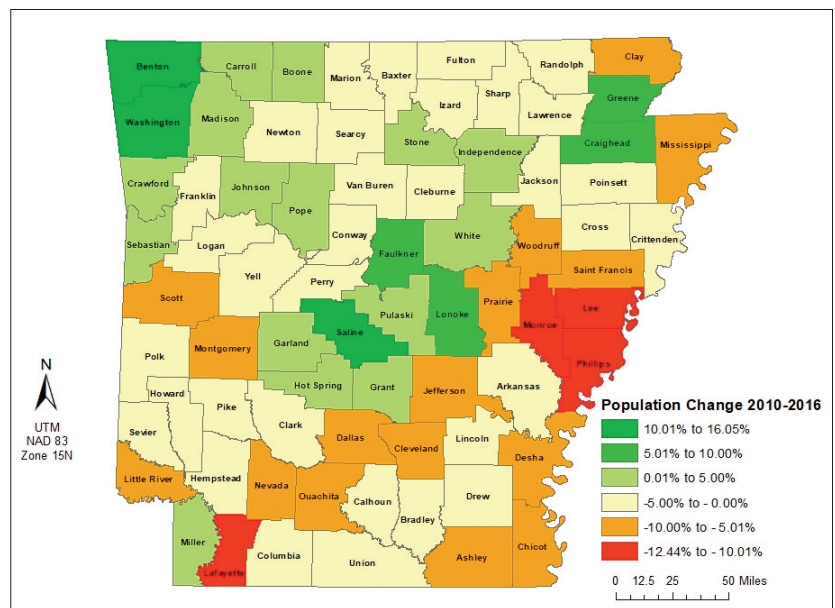 Benton
Carroll
Boone
Marion
Baxter
Fulton
Randolph
Clay
Izard
Sharp
Greene
Washington
Madison
Newton
Searcy
Lawrence
Stone
Independence
Craighead
Mississippi
Crawford
Franklin
Johnson
Pope
Van Buren
Cleburne
Jackson
Poinsett
Sebastian
Logan
Conway
Faulkner
White
Woodruff
Cross
Crittenden
Scott
Yell
Perry
Saint Francis
Polk
Montgomery
Garland
Saline
Pulaski
Lonoke
Prairie
Monroe
Lee
Phillips
Howard
Pike
Hot Spring
Grant
Jefferson
Arkansas
Sevier
Clark
Dallas
Cleveland
Lincoln
Desha
Little River
Hempstead
Nevada
Ouachita
Calhoun
Bradley
Drew
Miller
Lafayette
Columbia
Union
Ashley
Chicot
N
UTM
NAD 83
Zone 15N
Population Change 2010-2016
10.01% to 16.05%
5.01% to 10.00%
0.01% to 5.00%
-5.00% to - 0.00%
-10.00% to - 5.01%
-12.44% to - 10.01%
0 12.5 25 50 Miles